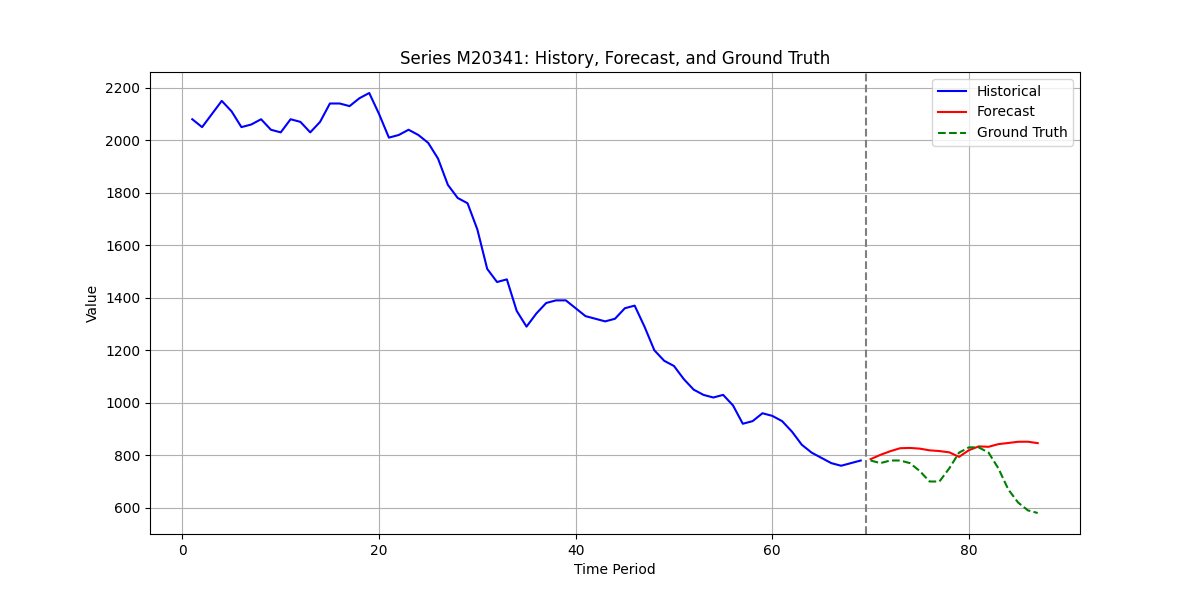 Series M20341: History, Forecast, and Ground Truth
Historical
Forecast
Ground Truth
2200
2000
1800
1600
1400
1200
1000
800
600
Value
0 20 40 60 80
Time Period